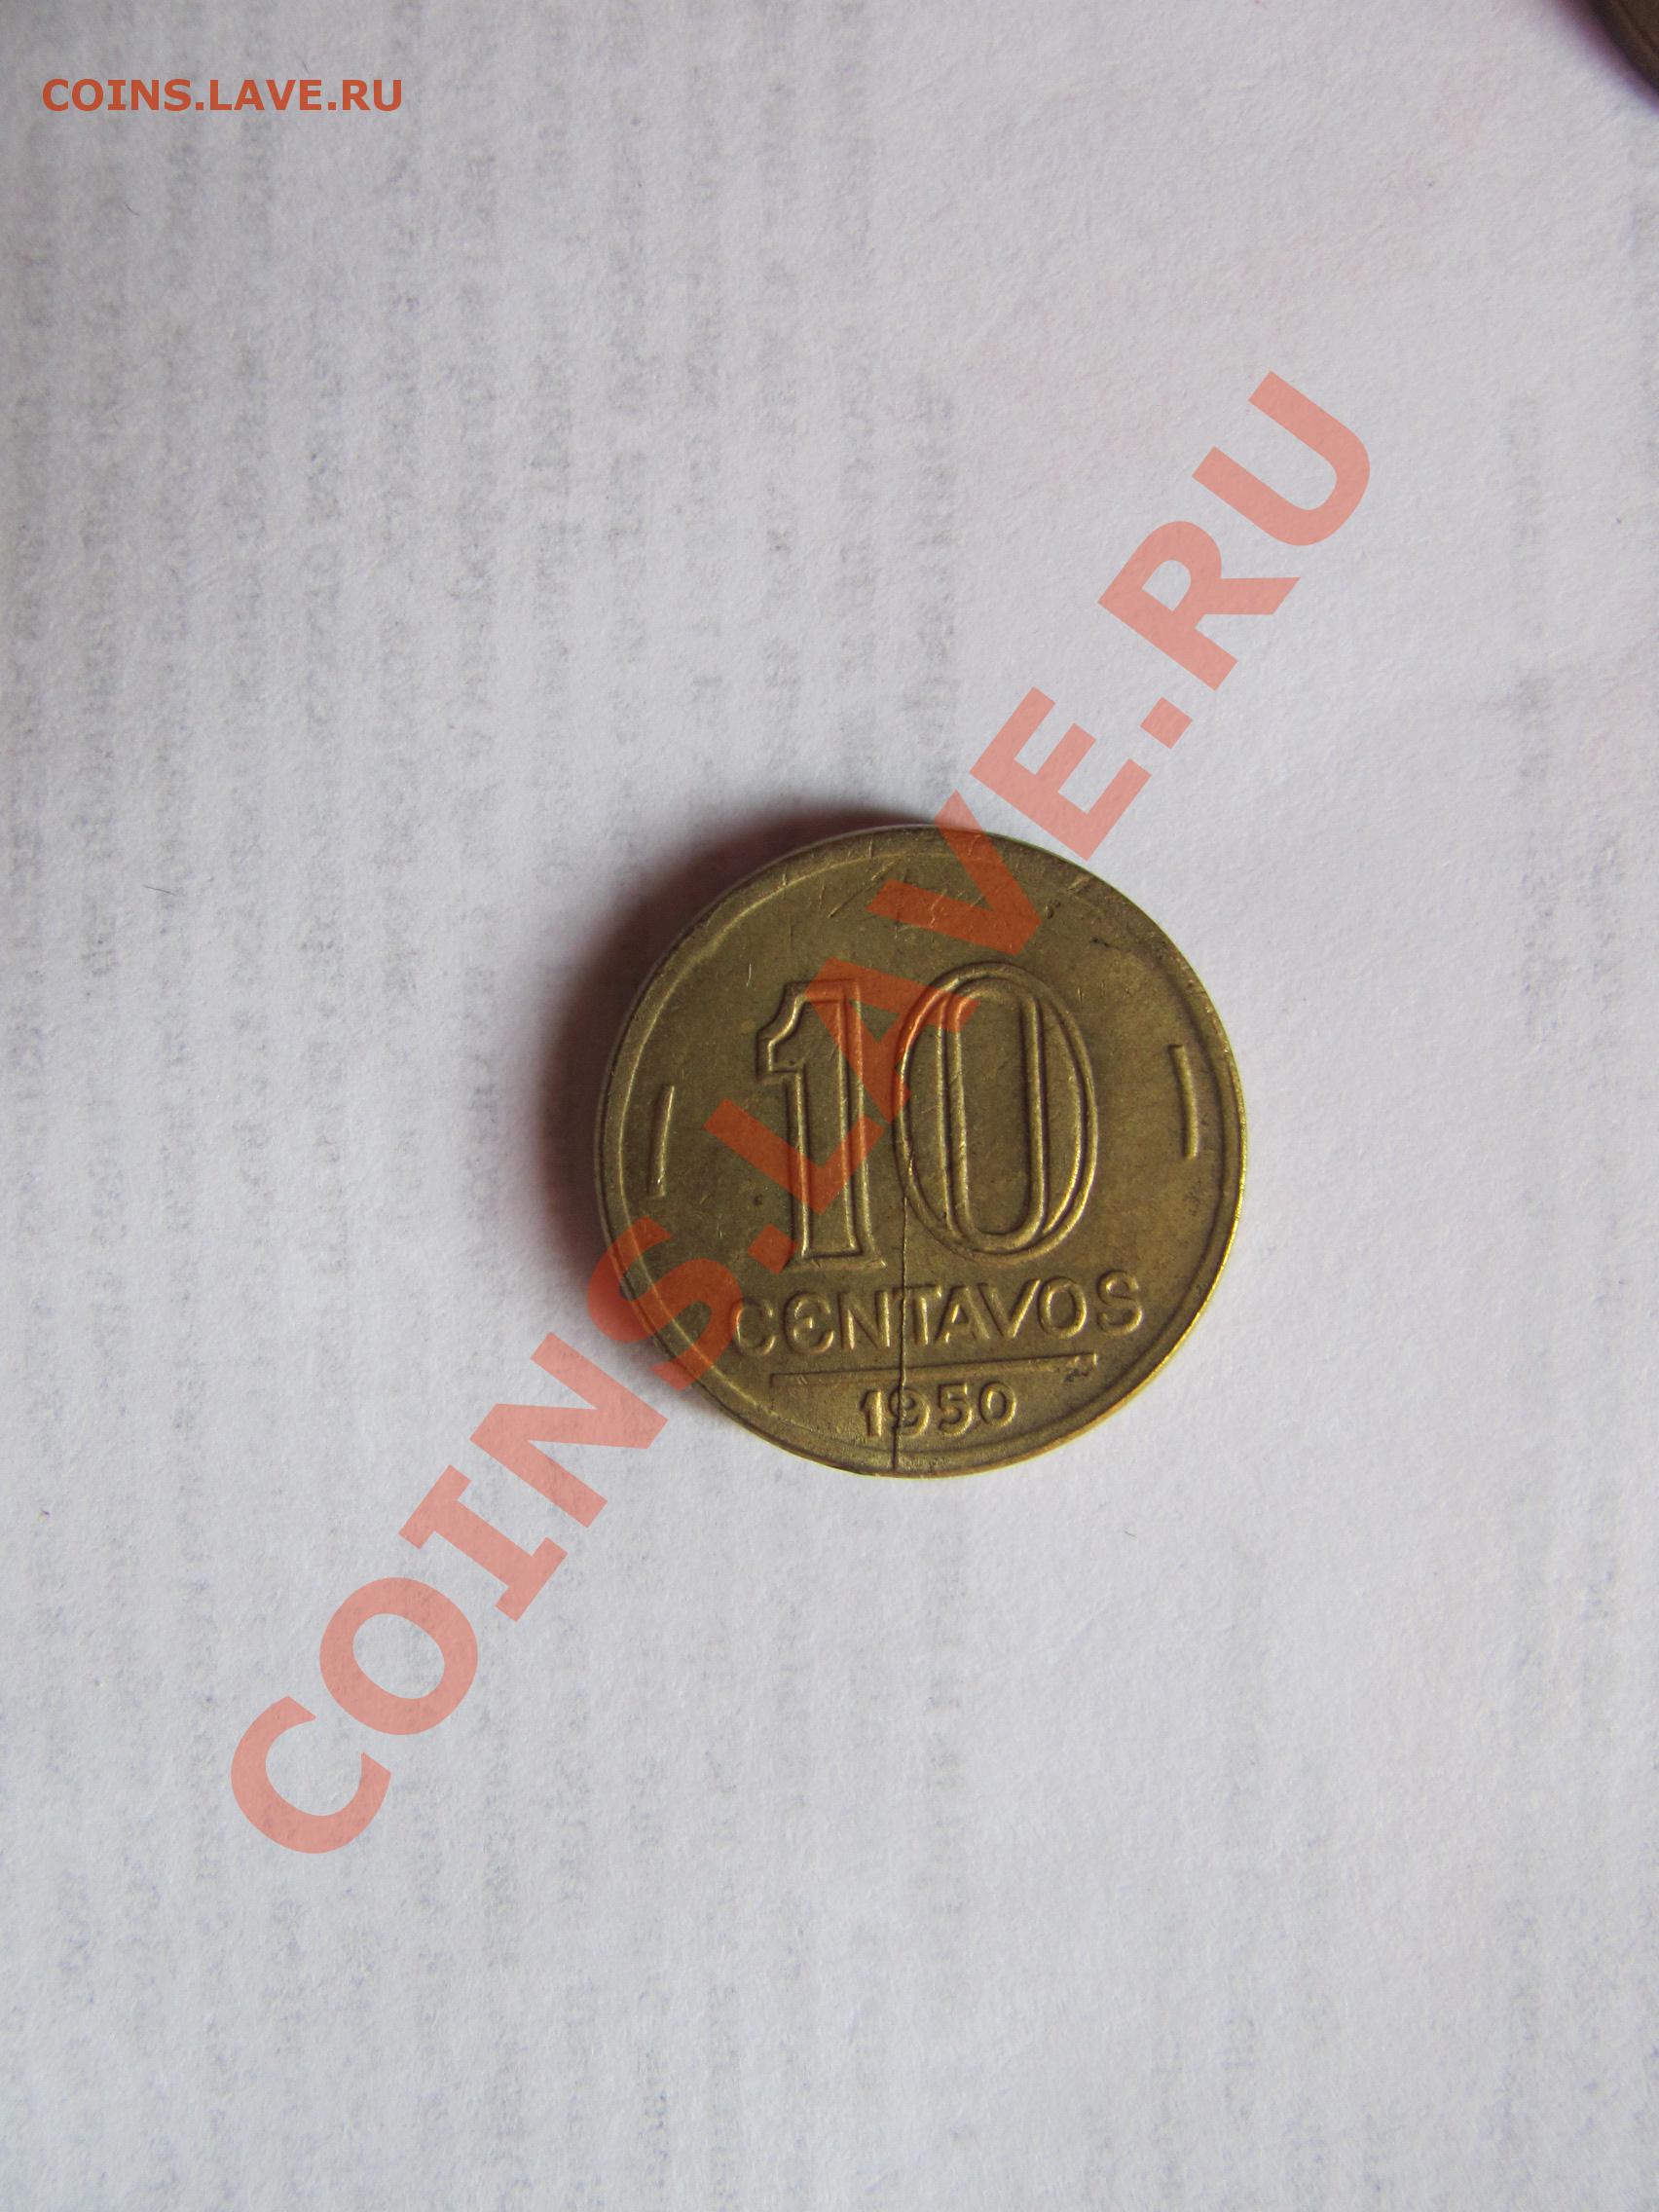 COINS.LAVE.RU
COINS.LAVE.RU
10
CENTAVOS
1950